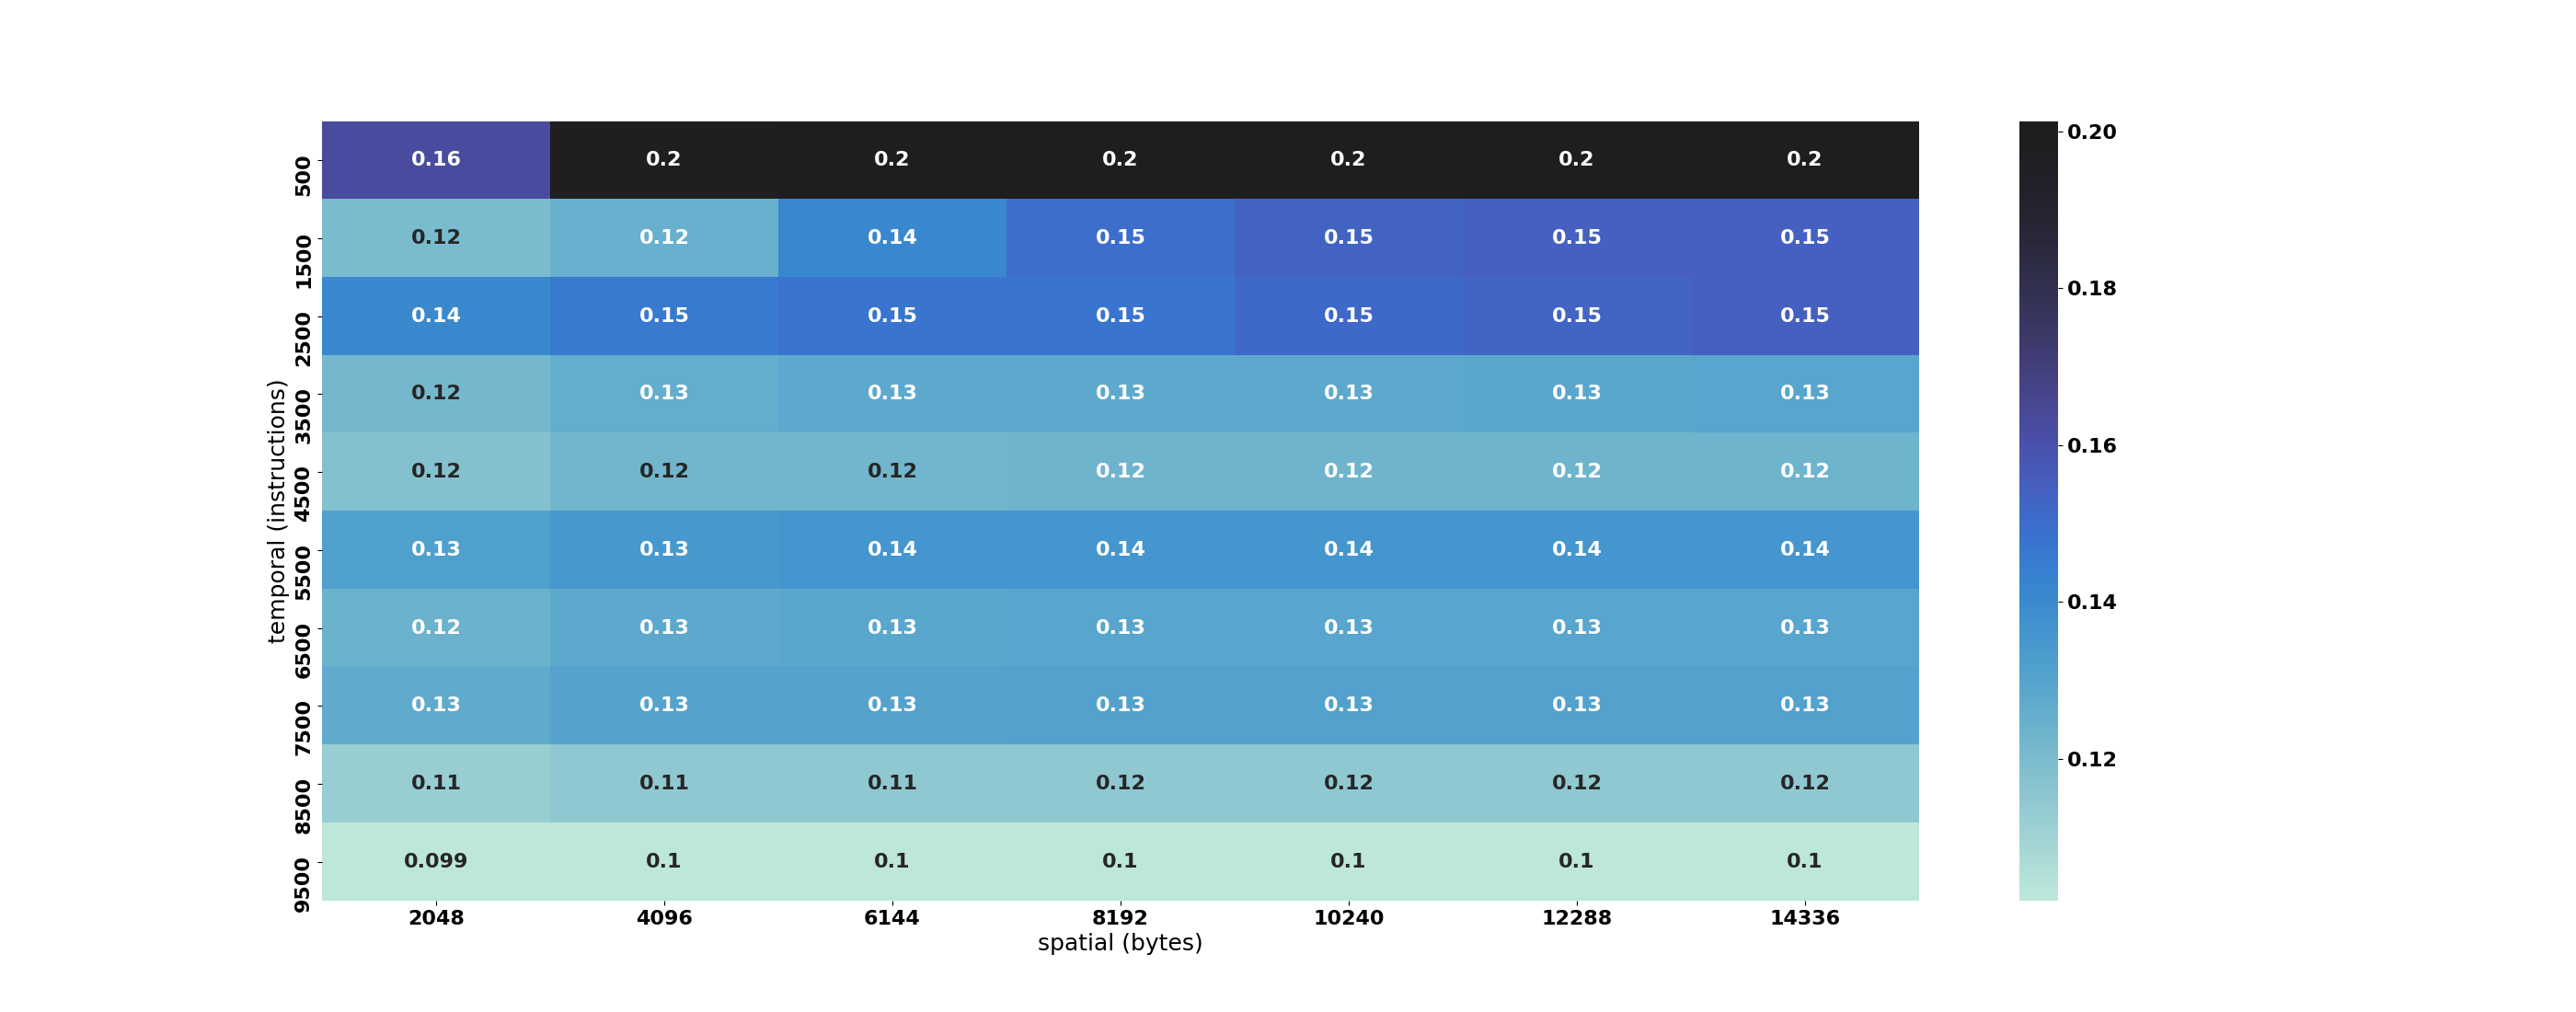 500 0.16 0.2 0.2 0.2 0.2 0.2 0.2
1500 0.12 0.12 0.14 0.15 0.15 0.15 0.15
2500 0.14 0.15 0.15 0.15 0.15 0.15 0.15
3500 0.12 0.13 0.13 0.13 0.13 0.13 0.13
4500 0.12 0.12 0.12 0.12 0.12 0.12 0.12
5500 0.13 0.13 0.14 0.14 0.14 0.14 0.14
6500 0.12 0.13 0.13 0.13 0.13 0.13 0.13
7500 0.13 0.13 0.13 0.13 0.13 0.13 0.13
8500 0.11 0.11 0.11 0.12 0.12 0.12 0.12
9500 0.099 0.1 0.1 0.1 0.1 0.1 0.1
2048 4096 6144 8192 10240 12288 14336
spatial (bytes)
temporal (instructions)
0.20
0.18
0.16
0.14
0.12